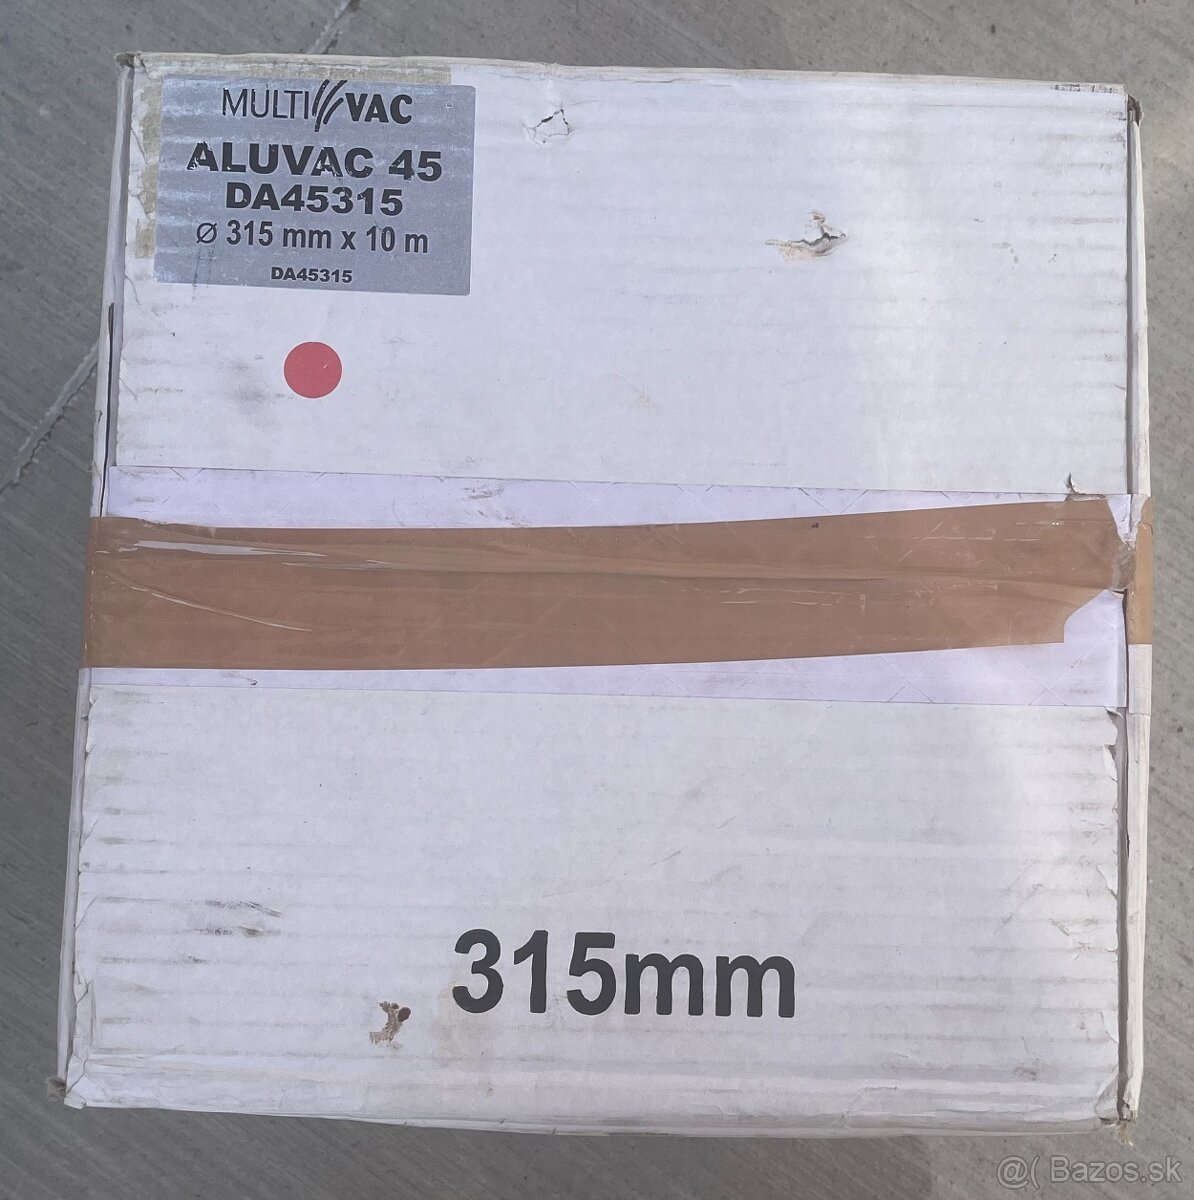 MULTIVAC
ALUVAC 45
DA45315
Ø 315 mm x 10 m
DA45315
315mm
@( Bazos.sk